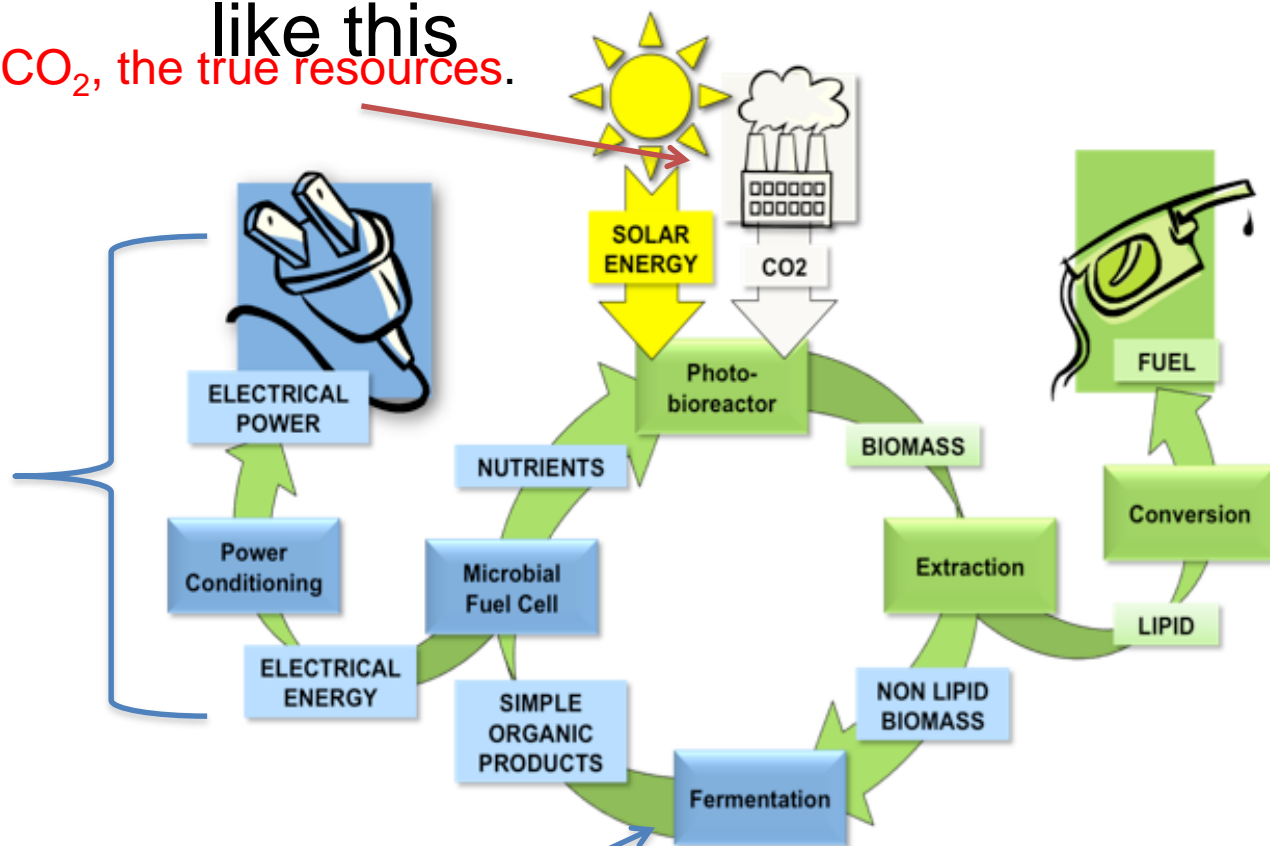 like this
CO₂, the true resources.
SOLAR
ENERGY
CO2
ELECTRICAL
POWER
Photo-
bioreactor
FUEL
NUTRIENTS
BIOMASS
Power
Conditioning
Microbial
Fuel Cell
Extraction
Conversion
ELECTRICAL
ENERGY
SIMPLE
ORGANIC
PRODUCTS
NON LIPID
BIOMASS
LIPID
Fermentation